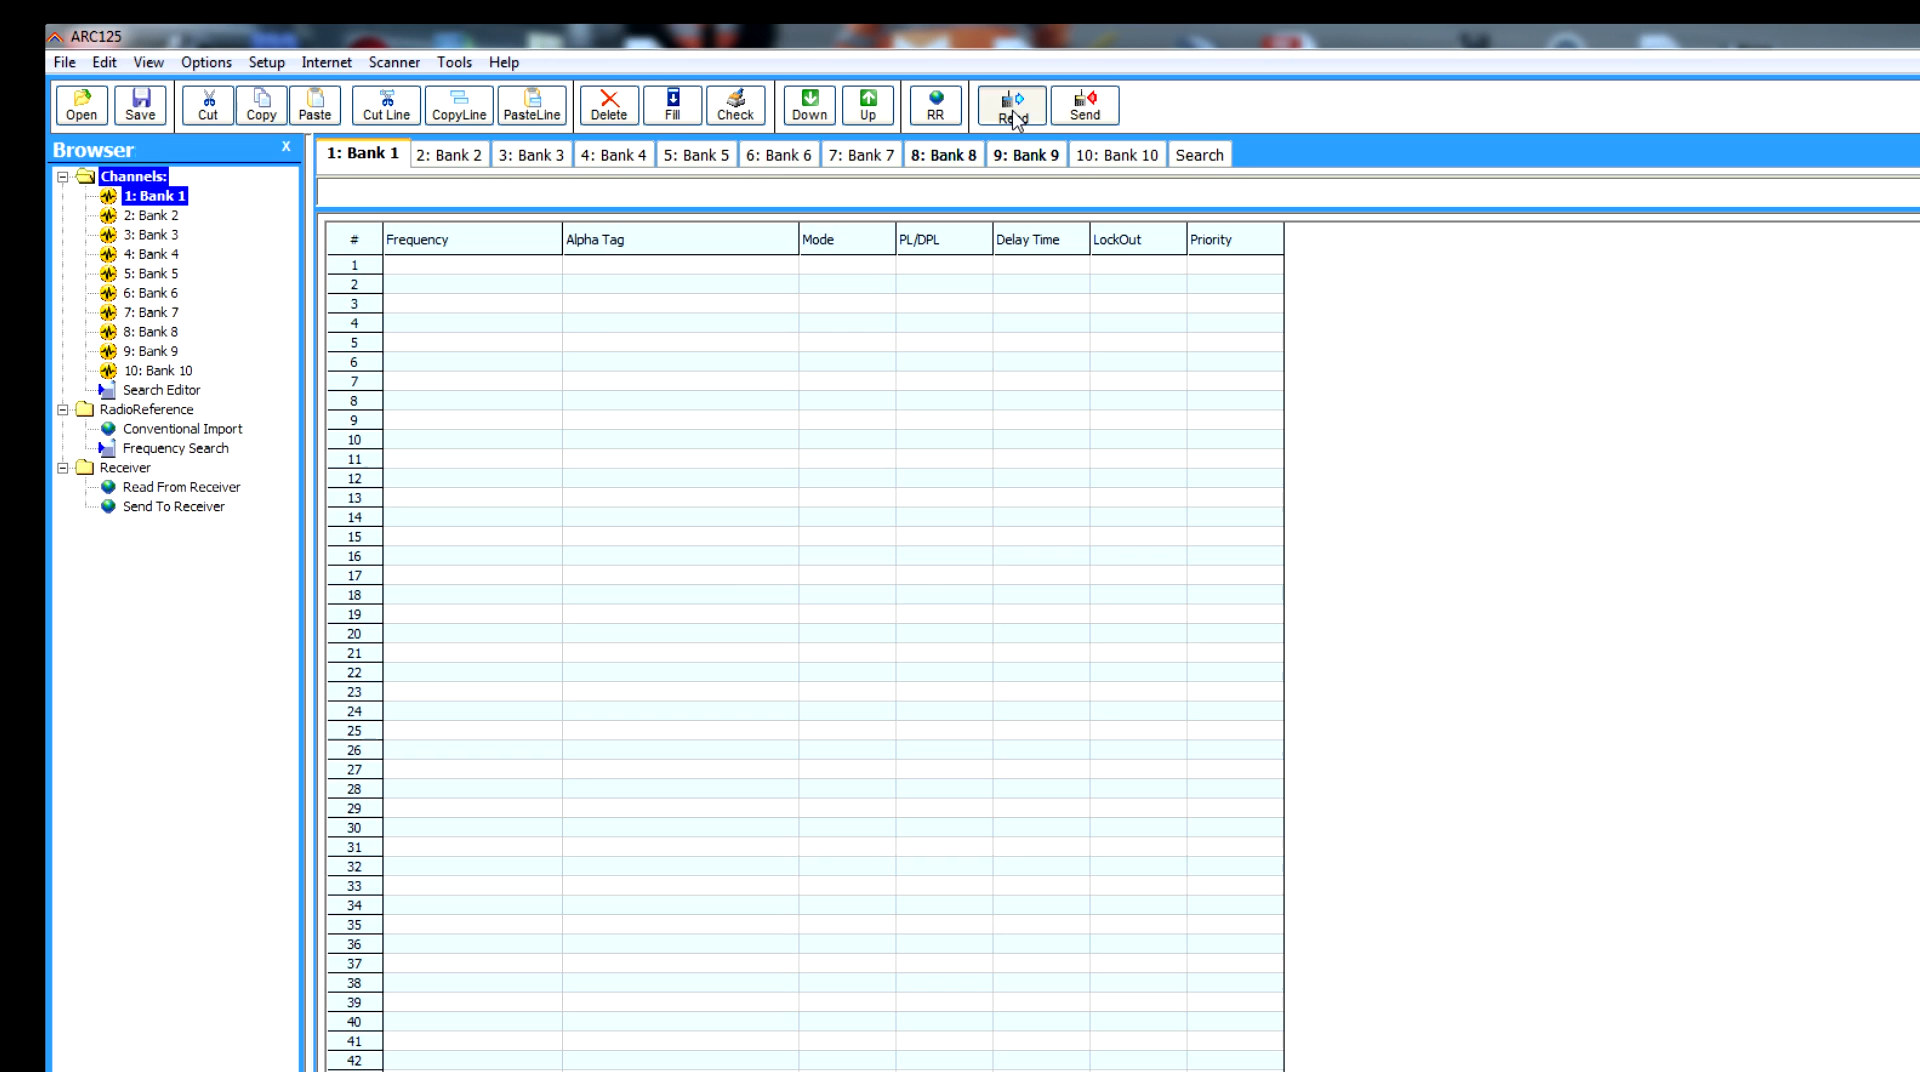 ARC125
File Edit View Options Setup Internet Scanner Tools Help
Open Save Cut Copy Paste Cut Line CopyLine PasteLine Delete Fill Check Down Up RR Read Send
Browser X
1: Bank 1 2: Bank 2 3: Bank 3 4: Bank 4 5: Bank 5 6: Bank 6 7: Bank 7 8: Bank 8 9: Bank 9 10: Bank 10 Search
Channels:
1: Bank 1
2: Bank 2
3: Bank 3
4: Bank 4
5: Bank 5
6: Bank 6
7: Bank 7
8: Bank 8
9: Bank 9
10: Bank 10
Search Editor
RadioReference
Conventional Import
Frequency Search
Receiver
Read From Receiver
Send To Receiver
# Frequency Alpha Tag Mode PL/DPL Delay Time LockOut Priority
1
2
3
4
5
6
7
8
9
10
11
12
13
14
15
16
17
18
19
20
21
22
23
24
25
26
27
28
29
30
31
32
33
34
35
36
37
38
39
40
41
42